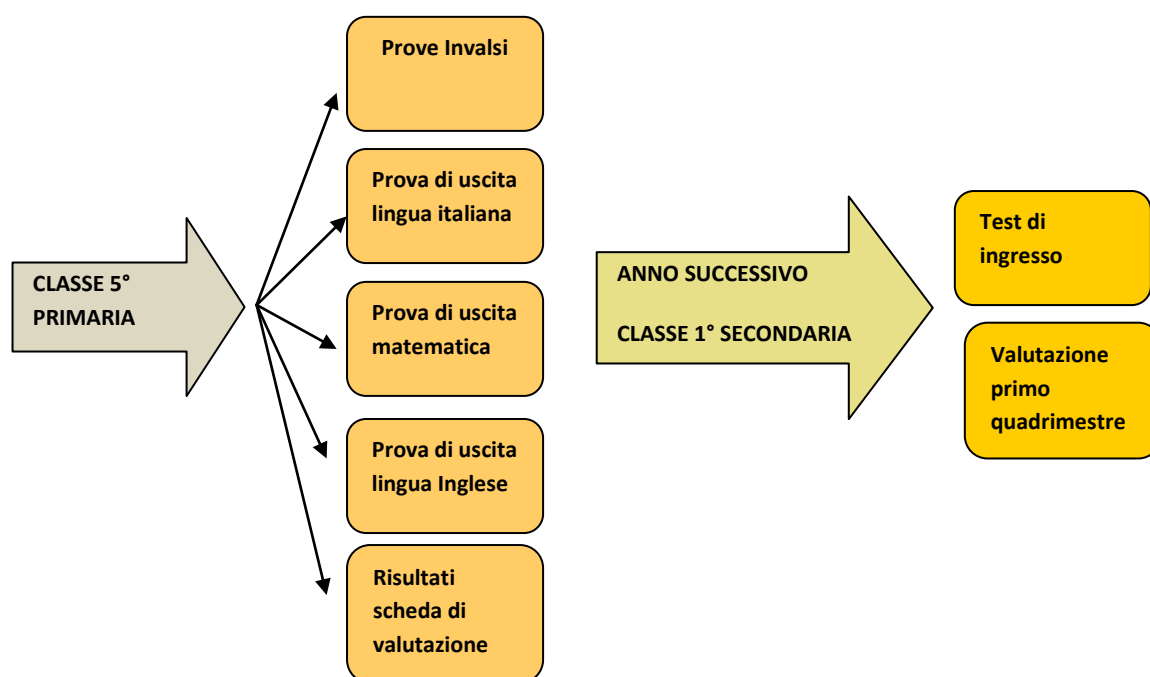 CLASSE 5°
PRIMARIA
Prove Invalsi
Prova di uscita
lingua italiana
Prova di uscita
matematica
Prova di uscita
lingua Inglese
Risultati
scheda di
valutazione
ANNO SUCCESSIVO
CLASSE 1° SECONDARIA
Test di
ingresso
Valutazione
primo
quadrimestre